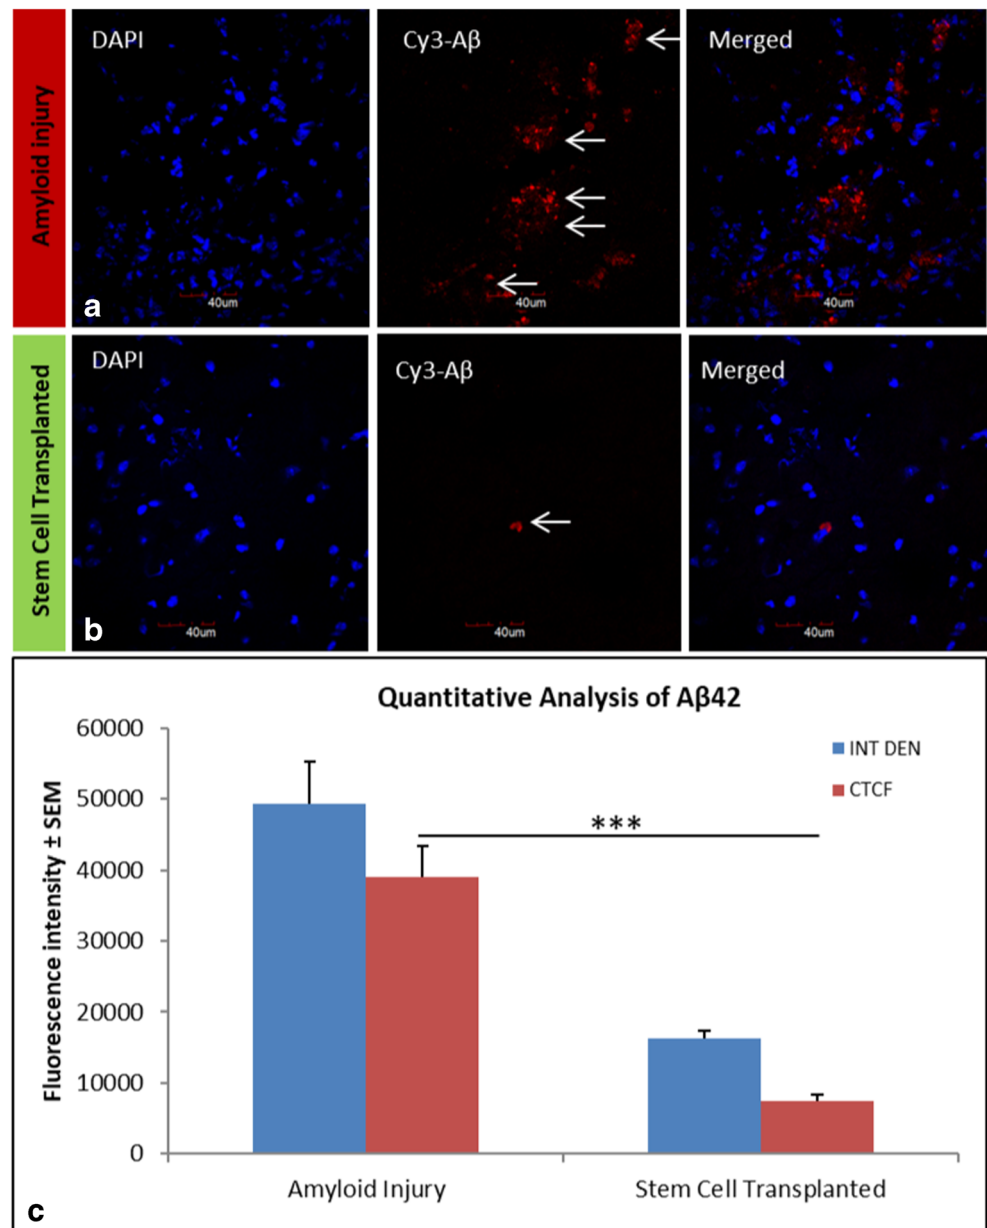 Amyloid injury
DAPI
Cy3-Aβ
Merged
a
40um
40um
40um
Stem Cell Transplanted
DAPI
Cy3-Aβ
Merged
b
40um
40um
40um
Quantitative Analysis of Aβ42
Fluorescence intensity ± SEM
60000
50000
40000
30000
20000
10000
0
INT DEN
CTCF
***
Amyloid Injury
Stem Cell Transplanted
c